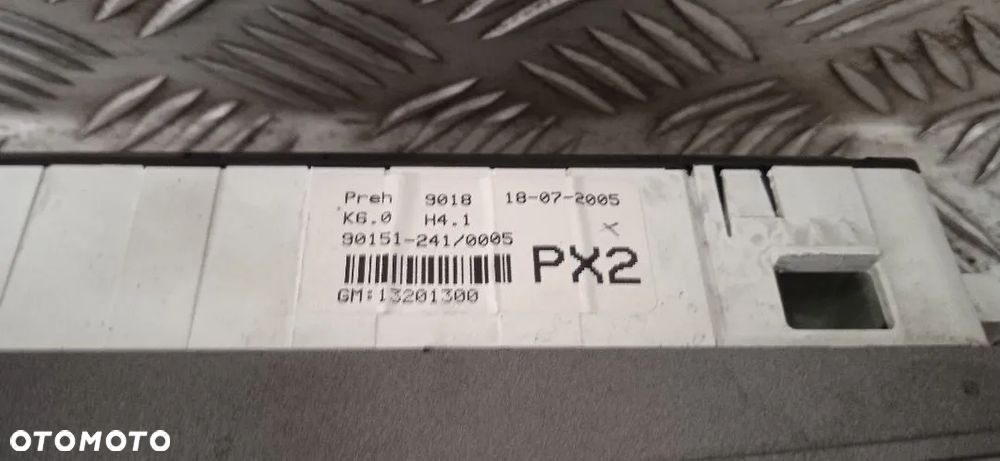 Preh 9018 18-07-2005
K6.0 H4.1
90151-241/0005
PX2
GM:13201300
OTOMOTO